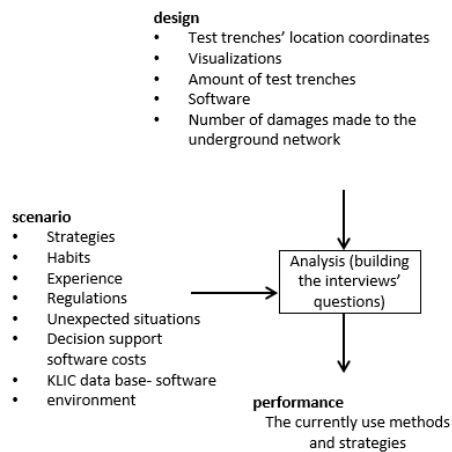 design
• Test trenches’ location coordinates
• Visualizations
• Amount of test trenches
• Software
• Number of damages made to the
underground network
scenario
• Strategies
• Habits
• Experience
• Regulations
• Unexpected situations
• Decision support
software costs
• KLIC data base- software
• environment
Analysis (building
the interviews’
questions)
performance
The currently use methods
and strategies